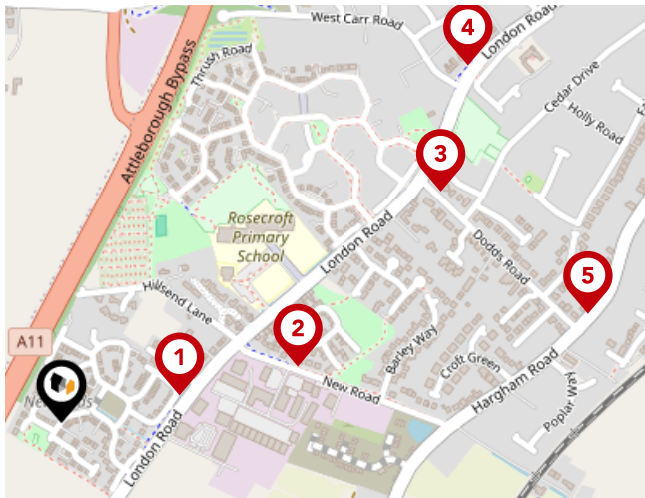 West Carr Road
4
London Road
Thrush Road
Attleborough Bypass
Cedar Drive
Holly Road
3
Rosecroft
Primary
School
London Road
Dodds Road
5
Hillsend Lane
2
A11
1
Barley Way
Croft Green
New Road
Hargham Road
Poplar Way
London Road